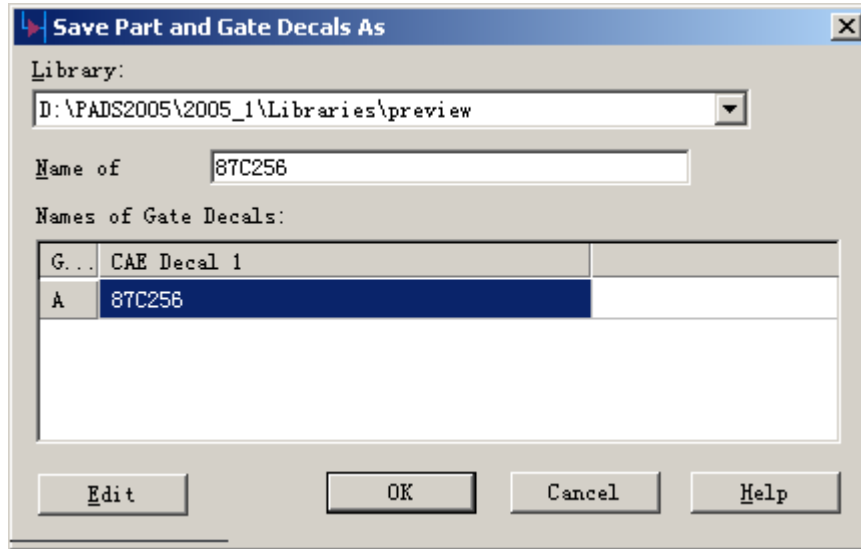 Save Part and Gate Decals As
Library:
D:\PADS2005\2005_1\Libraries\preview
Name of 87C256
Names of Gate Decals:
G... CAE Decal 1
A 87C256
Edit OK Cancel Help